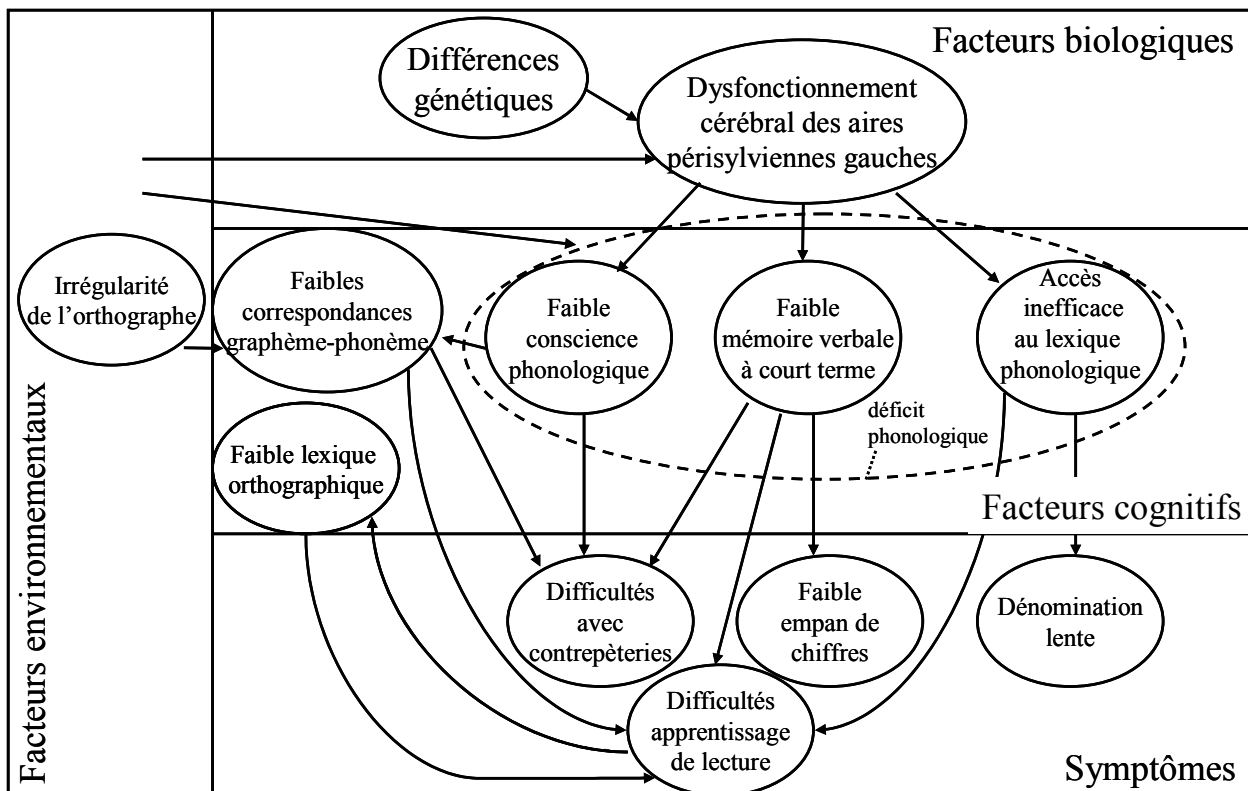 Facteurs biologiques
Différences
génétiques
Dysfonctionnement
cérébral des aires
périsylviennes gauches
Facteurs environnementaux
Irrégularité
de l’orthographe
Faibles
correspondances
graphème-phonème
Faible
conscience
phonologique
Faible
mémoire verbale
à court terme
Accès
inefficace
au lexique
phonologique
déficit
phonologique
Faible lexique
orthographique
Facteurs cognitifs
Difficultés
avec
contrepèteries
Faible
empan de
chiffres
Dénomination
lente
Difficultés
apprentissage
de lecture
Symptômes